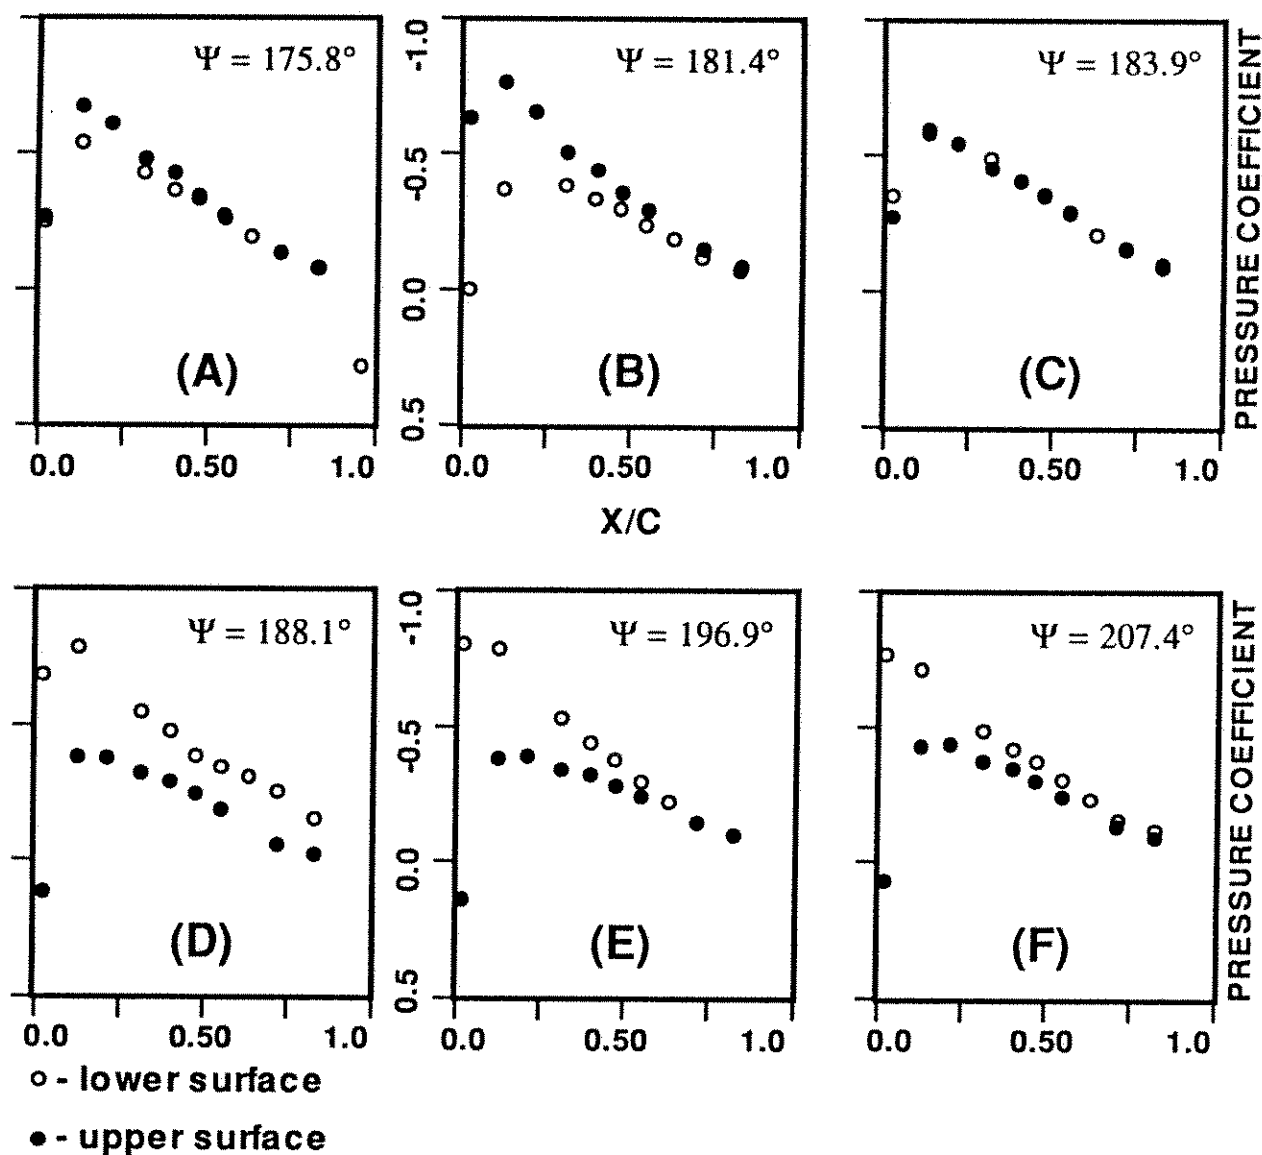 Ψ = 175.8°
(A)
0.0 0.50 1.0
-1.0
-0.5
0.0
0.5
Ψ = 181.4°
(B)
0.0 0.50 1.0
X/C
Ψ = 183.9°
(C)
0.0 0.50 1.0
PRESSURE COEFFICIENT
Ψ = 188.1°
(D)
0.0 0.50 1.0
-1.0
-0.5
0.0
0.5
Ψ = 196.9°
(E)
0.0 0.50 1.0
Ψ = 207.4°
(F)
0.0 0.50 1.0
PRESSURE COEFFICIENT
o - lower surface
● - upper surface